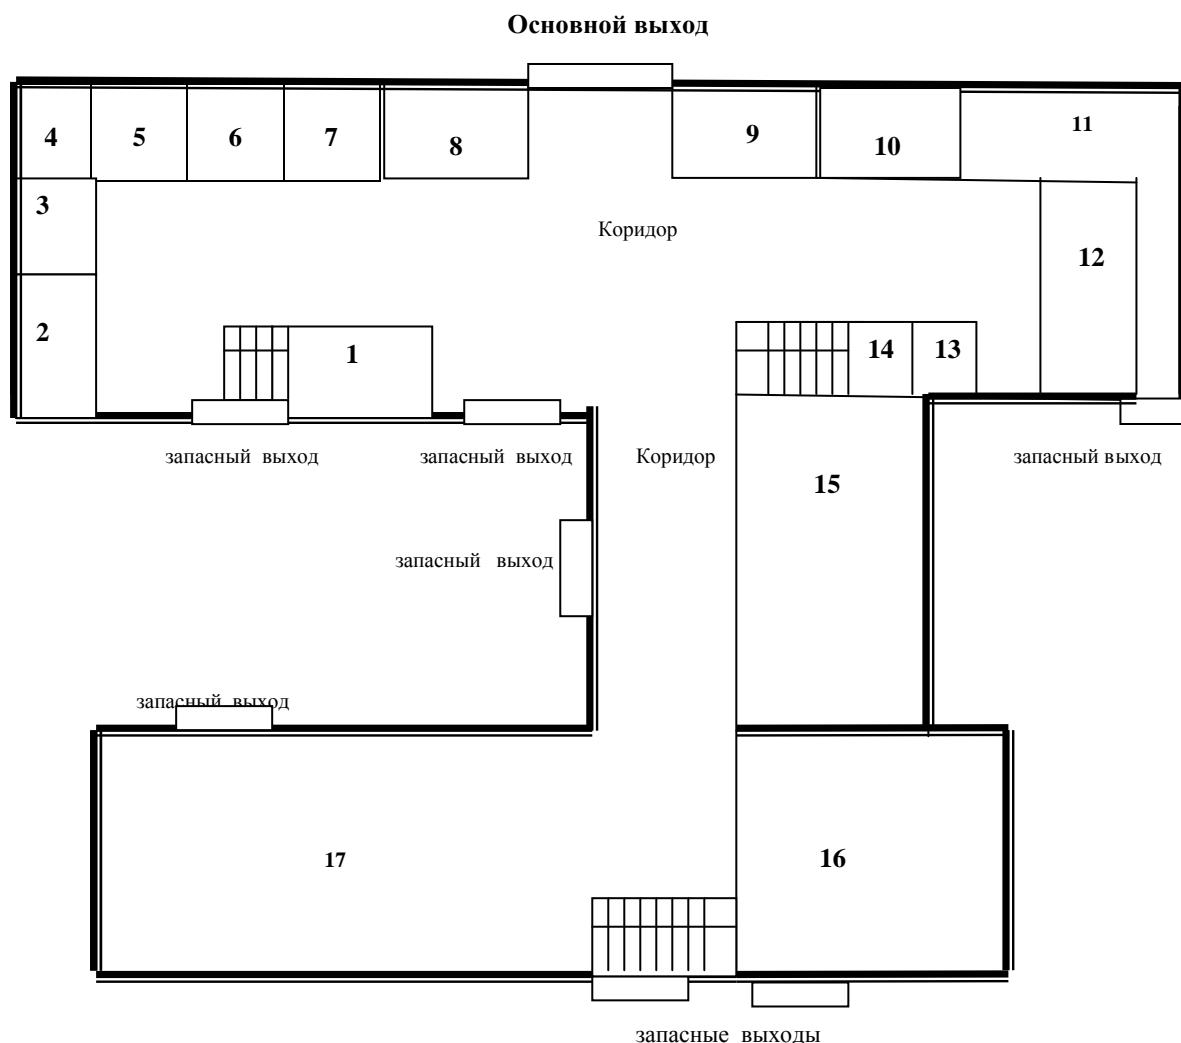 Основной выход
4 5 6 7 8 9 10 11
3
Коридор
12
2 1 14 13
запасный выход запасный выход Коридор запасный выход
15
запасный выход
запасный выход
17 16
запасные выходы